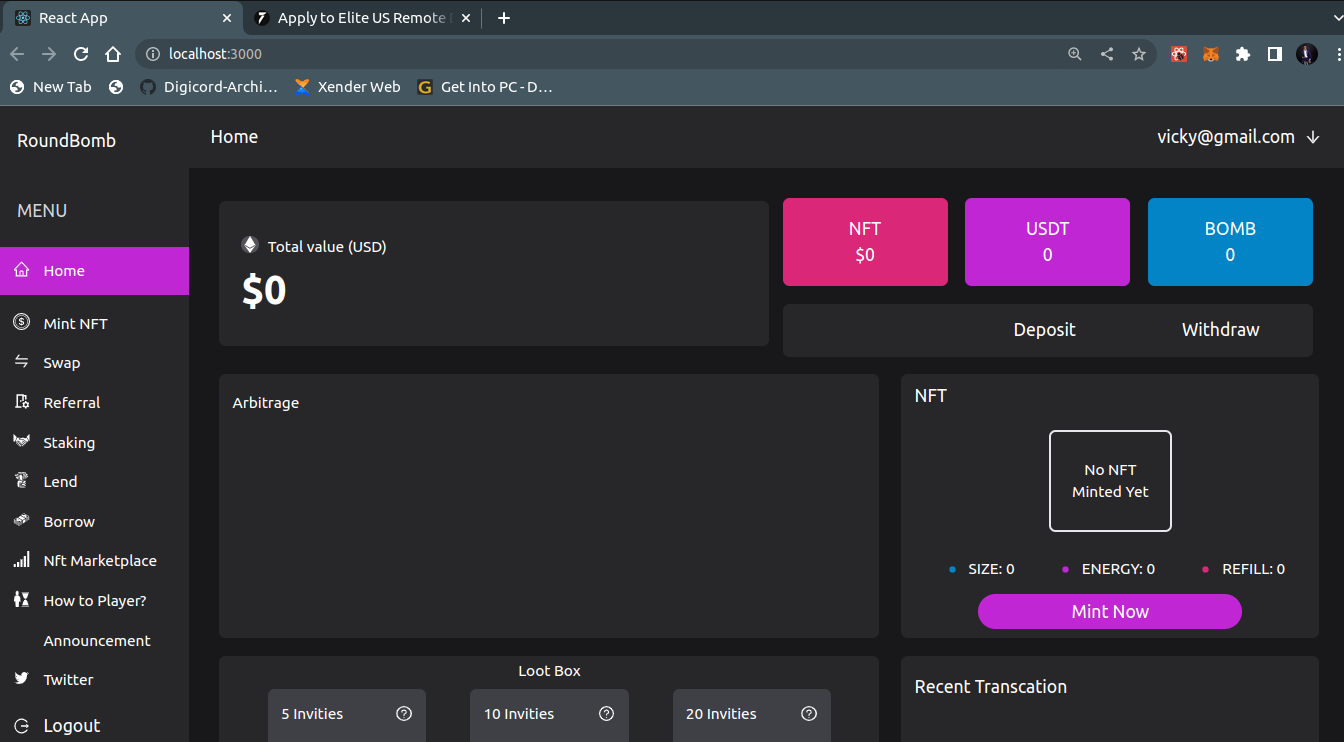 React App
Apply to Elite US Remote
localhost:3000
New Tab
Digicord-Archi…
Xender Web
Get Into PC - D…
RoundBomb
Home
vicky@gmail.com
MENU
Home
Mint NFT
Swap
Referral
Staking
Lend
Borrow
Nft Marketplace
How to Player?
Announcement
Twitter
Logout
Total value (USD)
$0
NFT
$0
USDT
0
BOMB
0
Deposit
Withdraw
Arbitrage
NFT
No NFT
Minted Yet
SIZE: 0
ENERGY: 0
REFILL: 0
Mint Now
Loot Box
5 Invities
10 Invities
20 Invities
Recent Transcation